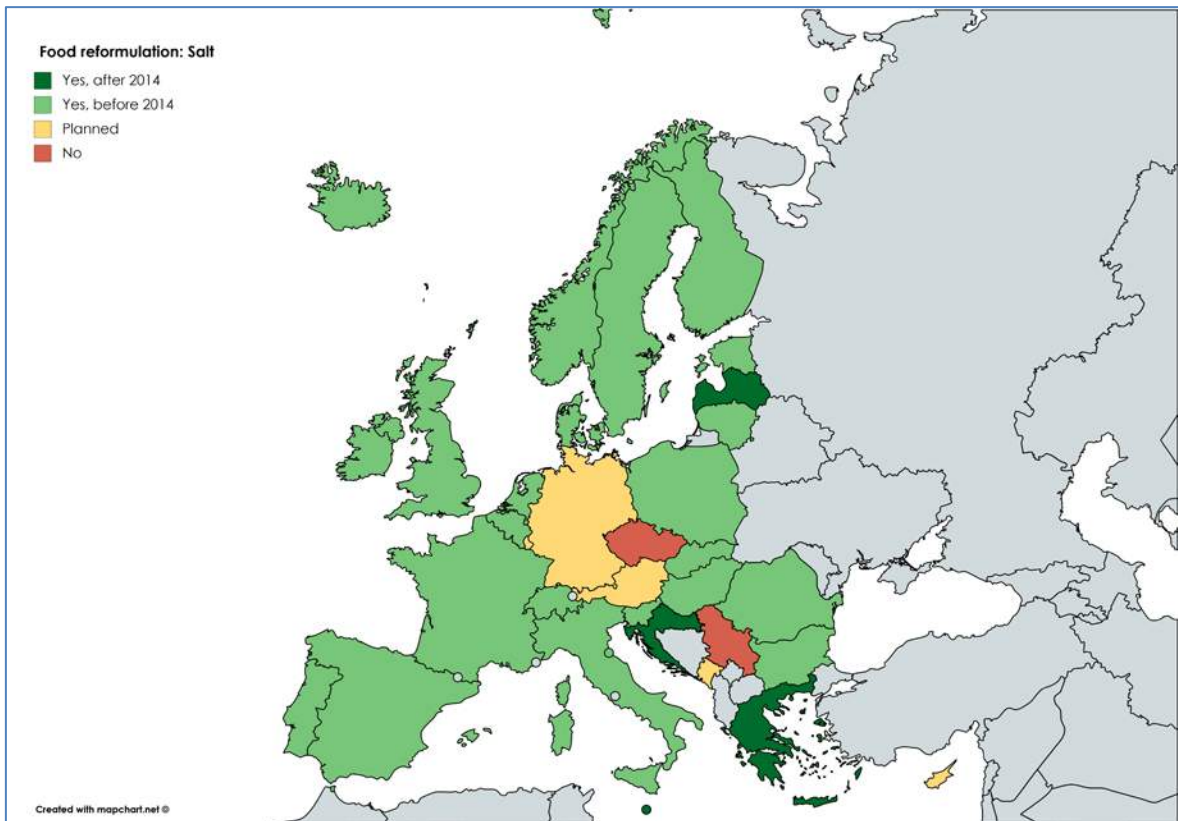 Food reformulation: Salt
Yes, after 2014
Yes, before 2014
Planned
No
Created with mapchart.net ©